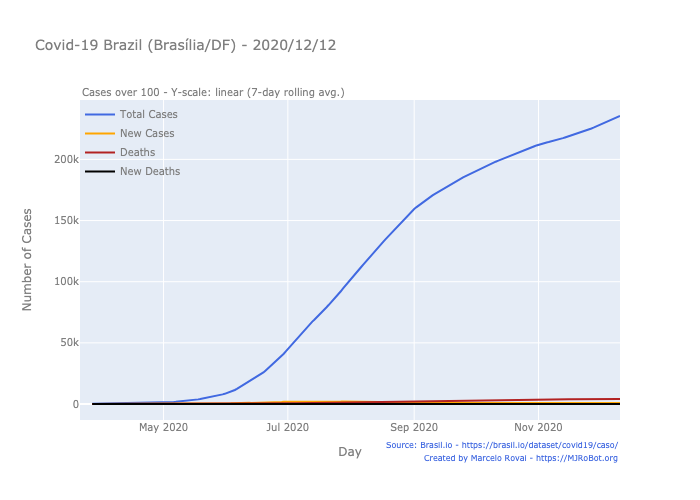 Covid-19 Brazil (Brasília/DF) - 2020/12/12
Cases over 100 - Y-scale: linear (7-day rolling avg.)
Total Cases
New Cases
Deaths
New Deaths
200k
150k
100k
50k
0
Number of Cases
May 2020
Jul 2020
Sep 2020
Nov 2020
Day
Source: Brasil.io - https://brasil.io/dataset/covid19/caso/
Created by Marcelo Rovai - https://MJRoBot.org